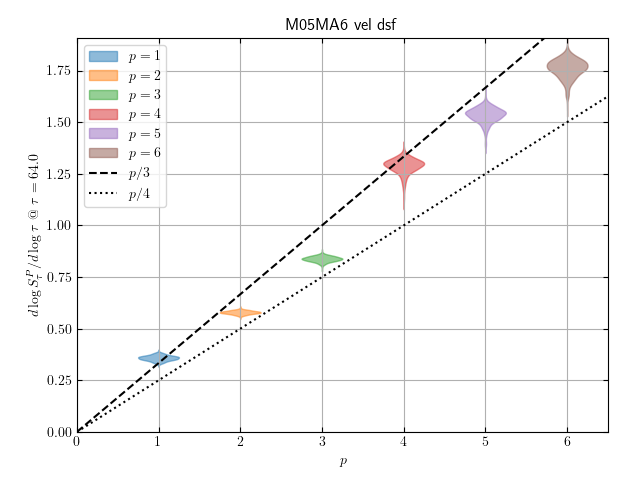 M05MA6 vel dsf
p = 1
p = 2
p = 3
p = 4
p = 5
p = 6
p/3
p/4
1.75
1.50
1.25
1.00
0.75
0.50
0.25
0.00
0 1 2 3 4 5 6
p
d log S_τ^P / d log τ @ τ = 64.0